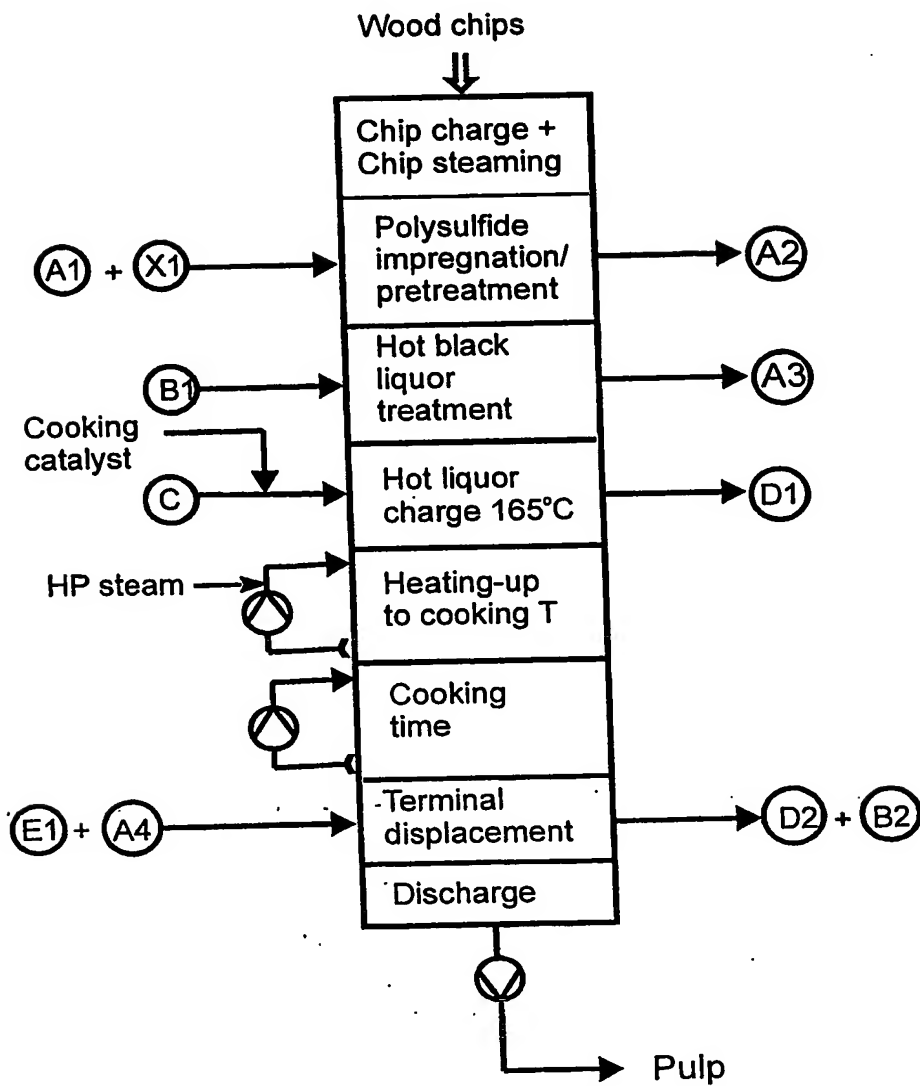 Wood chips
Chip charge +
Chip steaming
A1 + X1
Polysulfide
impregnation/
pretreatment
A2
B1
Hot black
liquor
treatment
A3
Cooking
catalyst
C
Hot liquor
charge 165°C
D1
HP steam
Heating-up
to cooking T
Cooking
time
E1 + A4
Terminal
displacement
D2 + B2
Discharge
Pulp